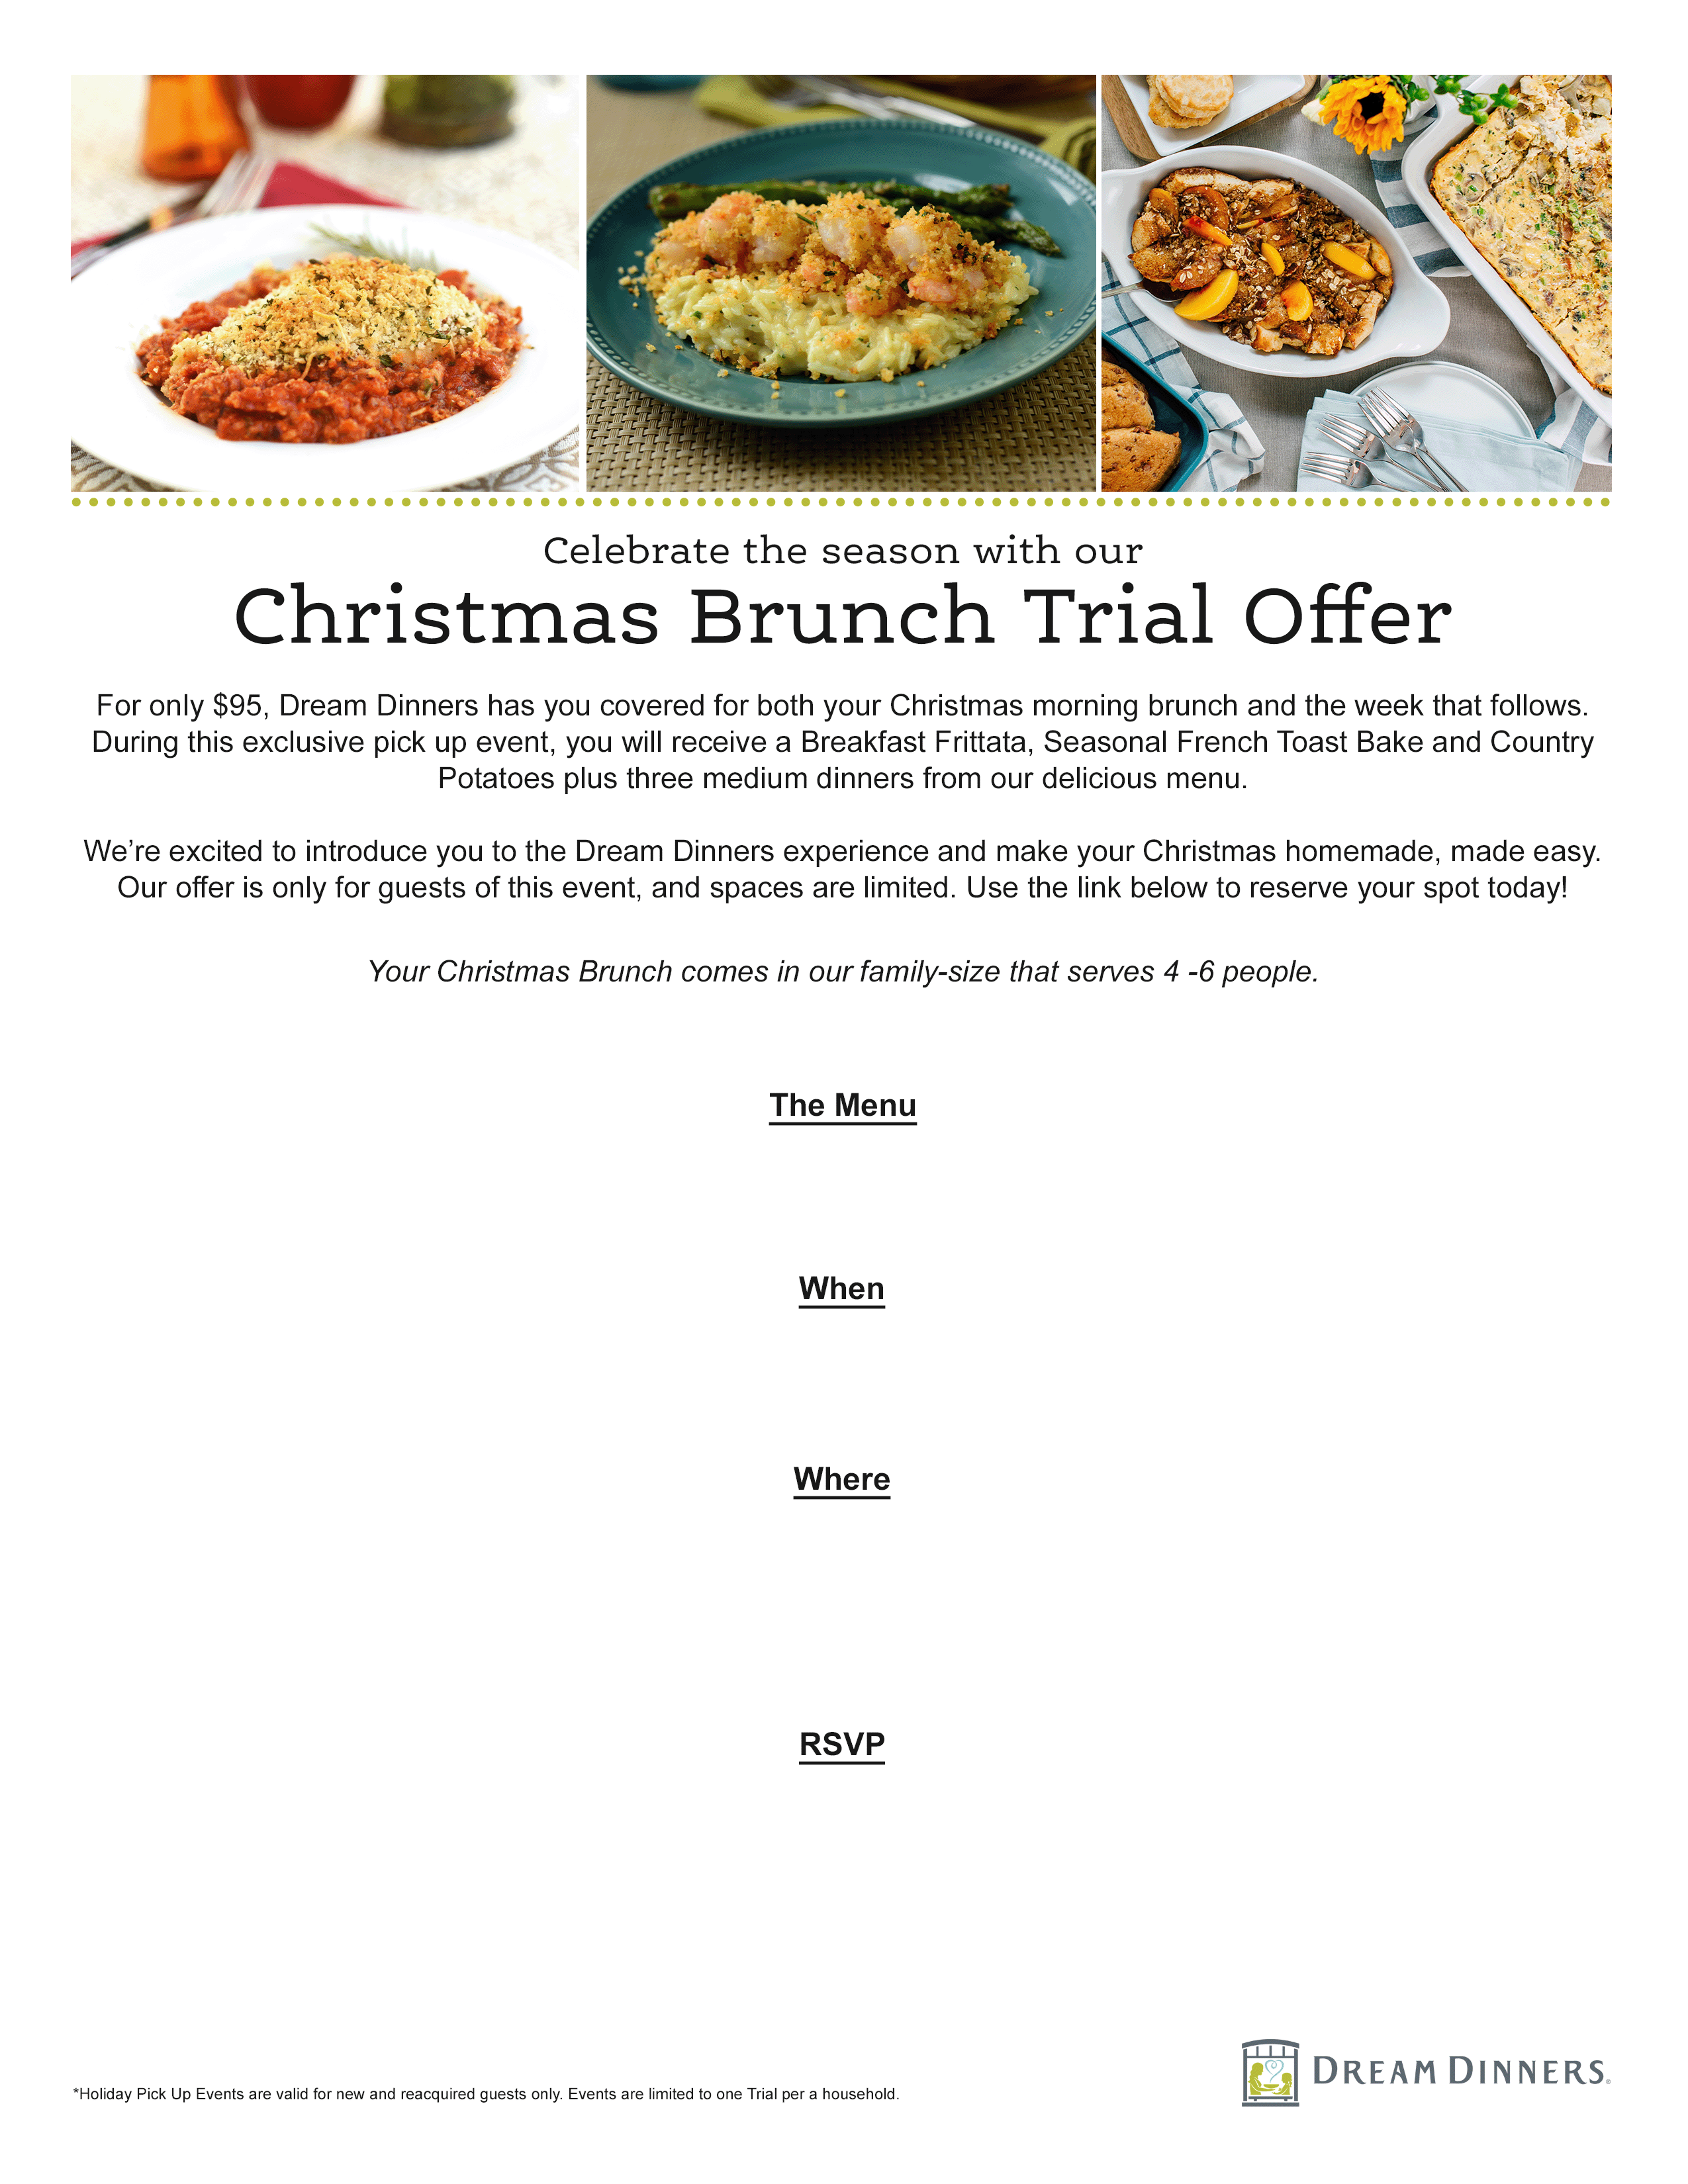 Celebrate the season with our
Christmas Brunch Trial Offer
For only $95, Dream Dinners has you covered for both your Christmas morning brunch and the week that follows.
During this exclusive pick up event, you will receive a Breakfast Frittata, Seasonal French Toast Bake and Country
Potatoes plus three medium dinners from our delicious menu.
We’re excited to introduce you to the Dream Dinners experience and make your Christmas homemade, made easy.
Our offer is only for guests of this event, and spaces are limited. Use the link below to reserve your spot today!
Your Christmas Brunch comes in our family-size that serves 4 -6 people.
The Menu
When
Where
RSVP
*Holiday Pick Up Events are valid for new and reacquired guests only. Events are limited to one Trial per a household.
DREAM DINNERS®